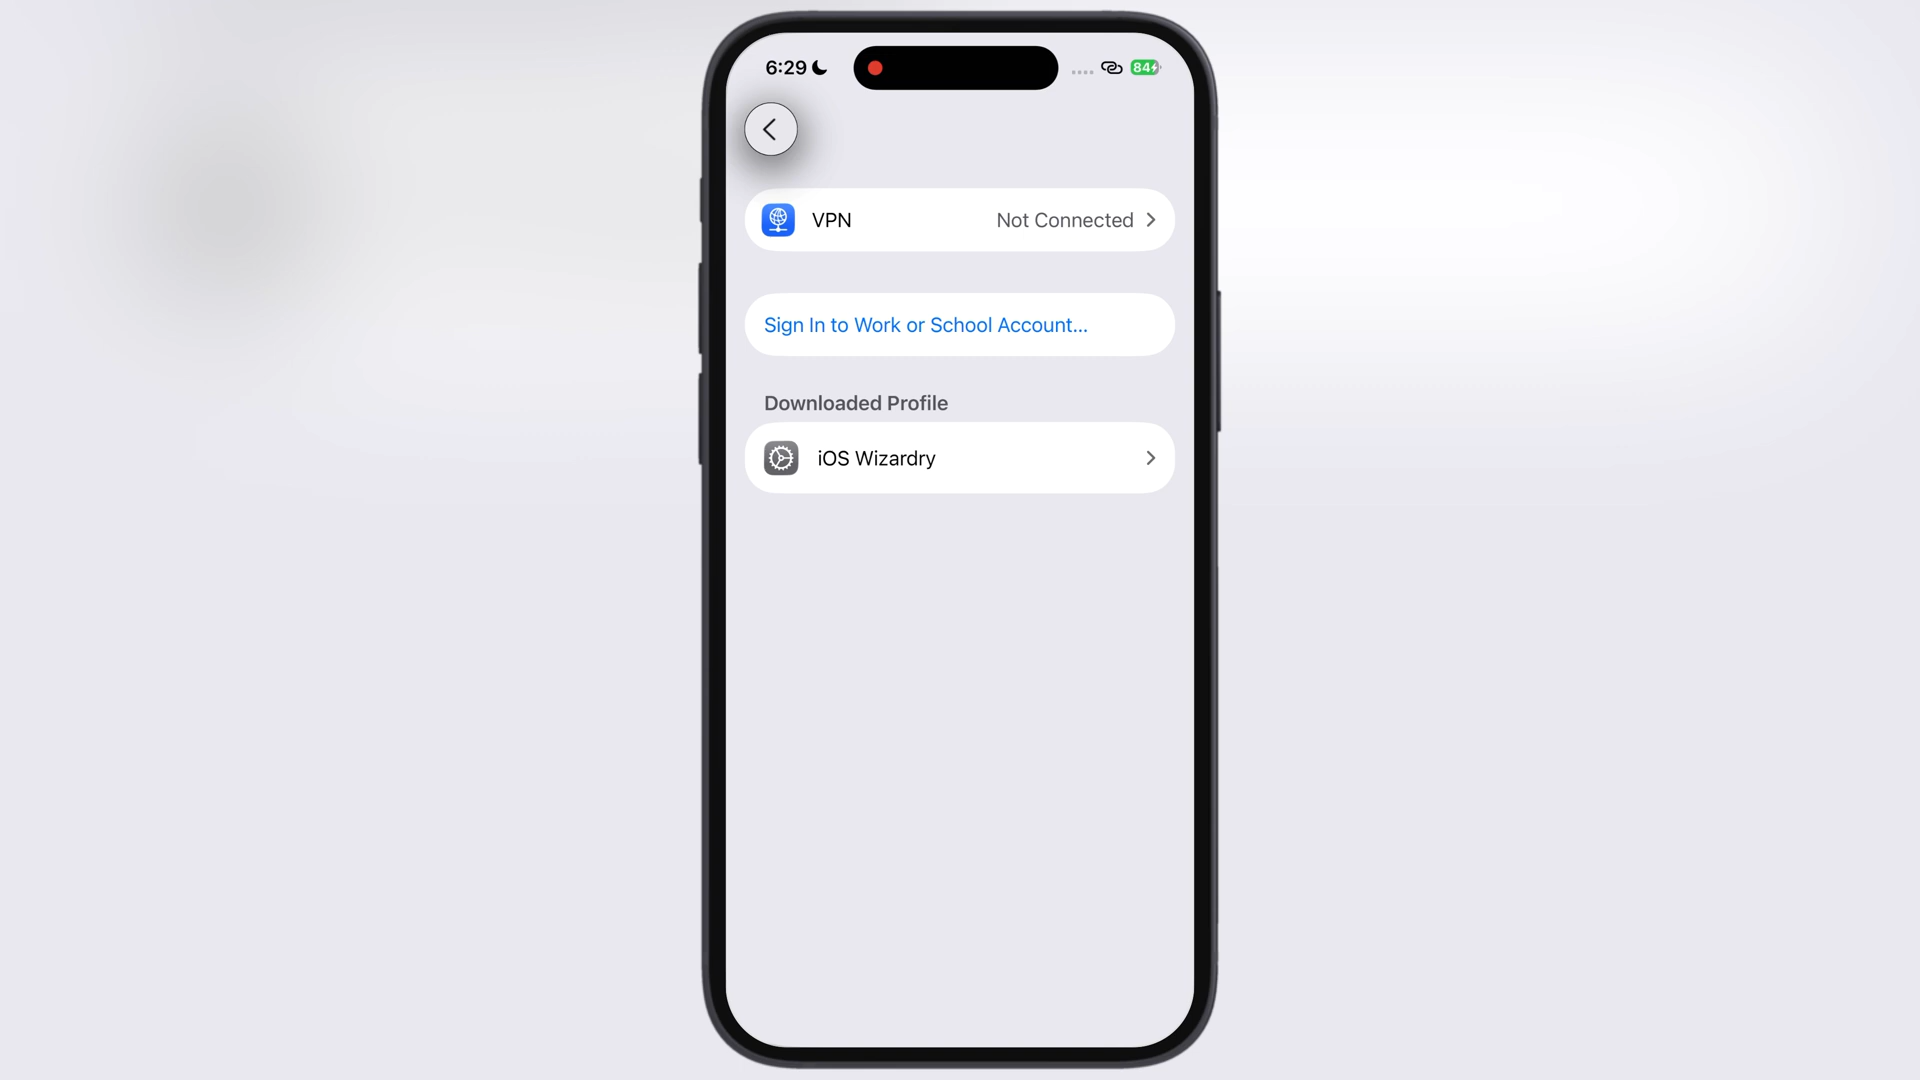 6:29
84
VPN Not Connected
Sign In to Work or School Account...
Downloaded Profile
iOS Wizardry